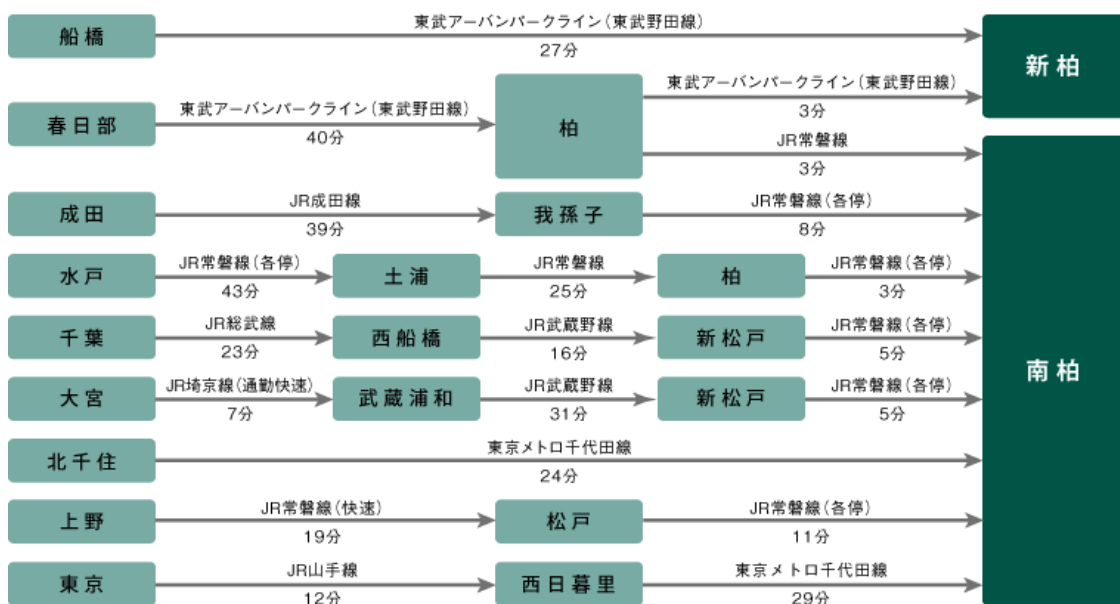 船橋
東武アーバンパークライン(東武野田線)
27分
新柏
春日部
東武アーバンパークライン(東武野田線)
40分
柏
東武アーバンパークライン(東武野田線)
3分
JR常磐線
3分
成田
JR成田線
39分
我孫子
JR常磐線(各停)
8分
水戸
JR常磐線(各停)
43分
土浦
JR常磐線
25分
柏
JR常磐線(各停)
3分
千葉
JR総武線
23分
西船橋
JR武蔵野線
16分
新松戸
JR常磐線(各停)
5分
南柏
大宮
JR埼京線(通勤快速)
7分
武蔵浦和
JR武蔵野線
31分
新松戸
JR常磐線(各停)
5分
北千住
東京メトロ千代田線
24分
上野
JR常磐線(快速)
19分
松戸
JR常磐線(各停)
11分
東京
JR山手線
12分
西日暮里
東京メトロ千代田線
29分